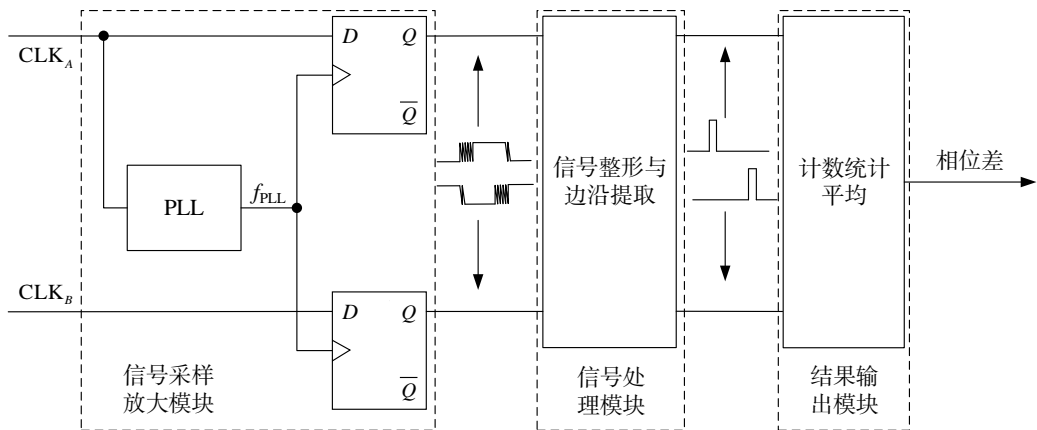 CLK_A
D Q
Q̅
PLL
f_PLL
CLK_B
D Q
Q̅
信号采样
放大模块
信号整形与
边沿提取
信号处
理模块
计数统计
平均
结果输
出模块
相位差